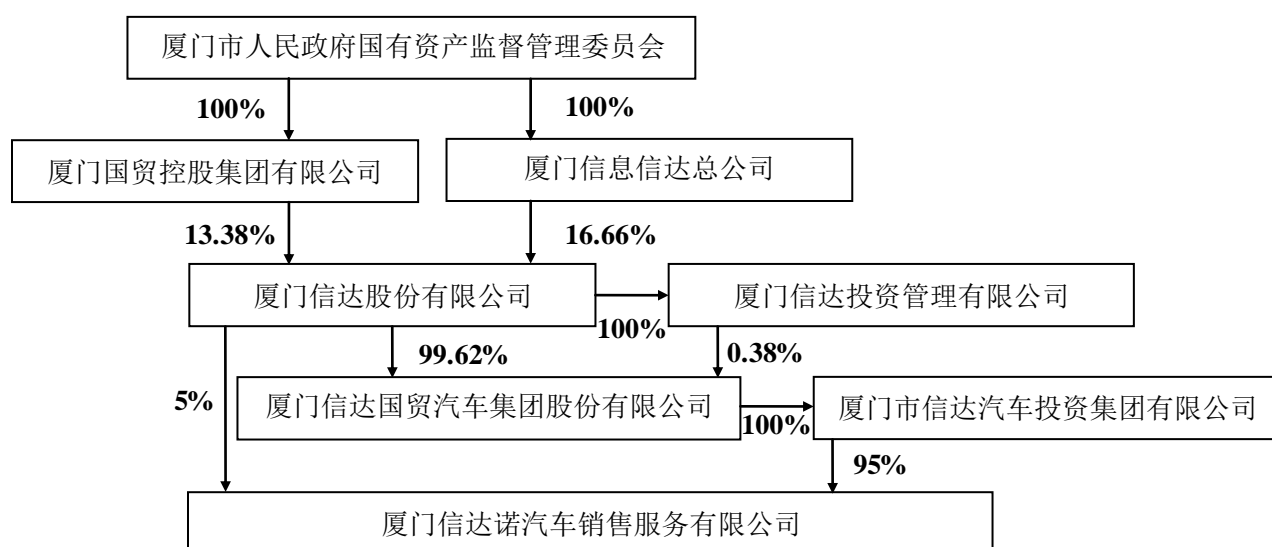 厦门市人民政府国有资产监督管理委员会
100%
100%
厦门国贸控股集团有限公司
厦门信息信达总公司
13.38%
16.66%
厦门信达股份有限公司
厦门信达投资管理有限公司
100%
99.62%
0.38%
5%
厦门信达国贸汽车集团股份有限公司
厦门市信达汽车投资集团有限公司
100%
95%
厦门信达诺汽车销售服务有限公司